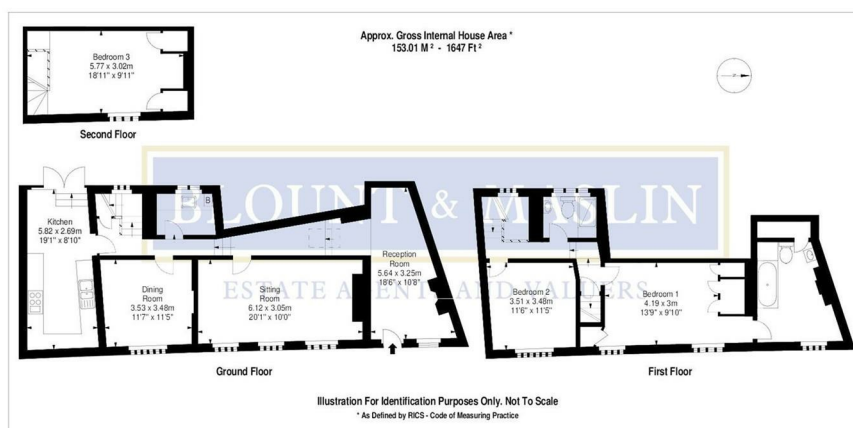 Approx. Gross Internal House Area *
153.01 M² - 1647 Ft²
Bedroom 3
5.77 x 3.02m
18'11" x 9'11"
Second Floor
BLOUNT & MASLIN
ESTATE AGENTS AND VALUERS
Kitchen
5.82 x 2.69m
19'1" x 8'10"
B
Dining
Room
3.53 x 3.48m
11'7" x 11'5"
Sitting
Room
6.12 x 3.05m
20'1" x 10'0"
Reception
Room
5.64 x 3.25m
18'6" x 10'8"
Ground Floor
Bedroom 2
3.51 x 3.48m
11'6" x 11'5"
Bedroom 1
4.19 x 3m
13'9" x 9'10"
First Floor
Illustration For Identification Purposes Only. Not To Scale
* As Defined by RICS - Code of Measuring Practice